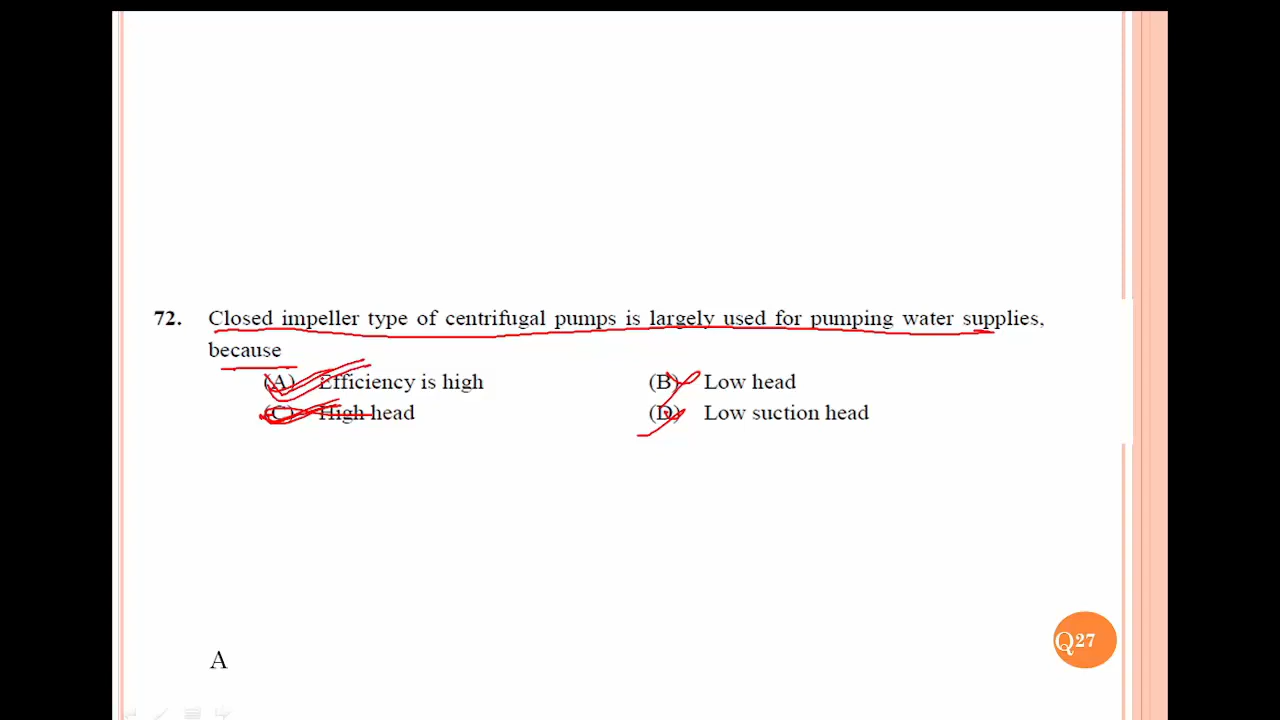 72. Closed impeller type of centrifugal pumps is largely used for pumping water supplies,
because
(A) Efficiency is high (B) Low head
(C) High head (D) Low suction head
Q27
A